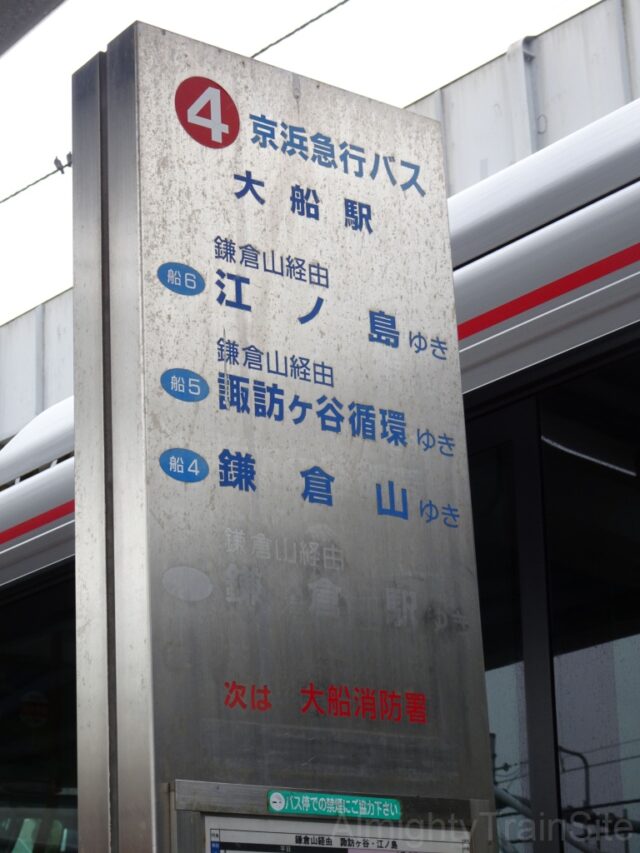 4
京浜急行バス
大船駅
鎌倉山経由
船6 江ノ島ゆき
鎌倉山経由
船5 諏訪ヶ谷循環ゆき
船4 鎌倉山ゆき
鎌倉山経由
鎌倉駅ゆき
次は 大船消防署
バス停での禁煙にご協力下さい
鎌倉山経由 諏訪ヶ谷・江ノ島
AlmightyTrainSite